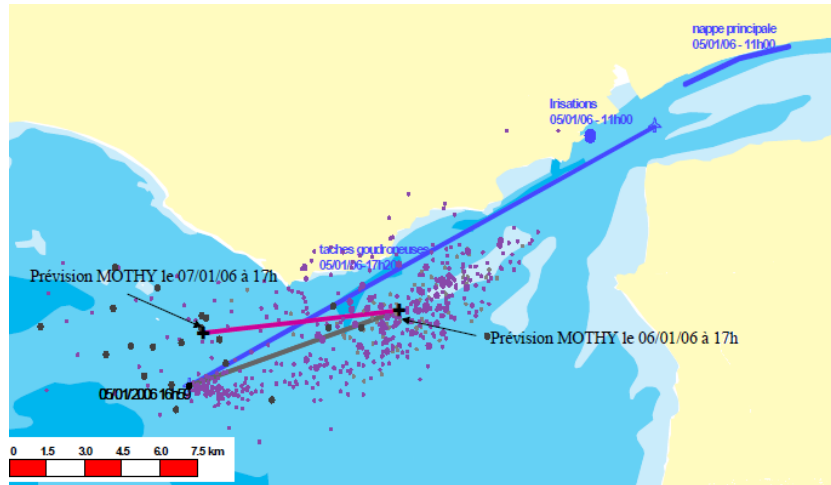 nappe principale
05/01/06 - 11h00
Irisations
05/01/06 - 11h00
taches goudronneuses
05/01/06-17h20
Prévision MOTHY le 07/01/06 à 17h
Prévision MOTHY le 06/01/06 à 17h
05/01/2006 16h59
0 1.5 3.0 4.5 6.0 7.5 km